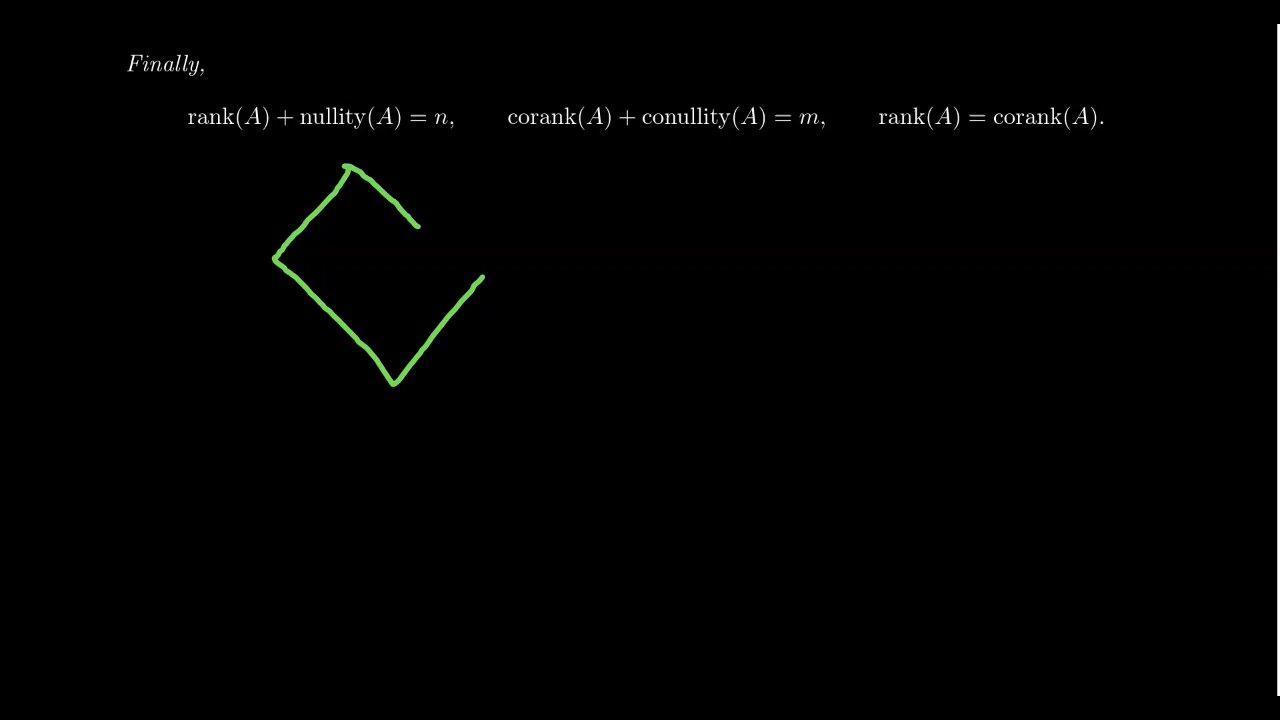 Finally,
rank(A) + nullity(A) = n, corank(A) + conullity(A) = m, rank(A) = corank(A).